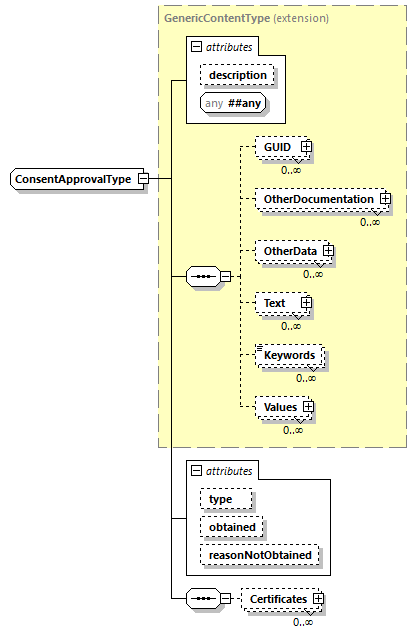 GenericContentType (extension)
attributes
description
any ##any
ConsentApprovalType
GUID
0..∞
OtherDocumentation
0..∞
OtherData
0..∞
Text
0..∞
Keywords
0..∞
Values
0..∞
attributes
type
obtained
reasonNotObtained
Certificates
0..∞